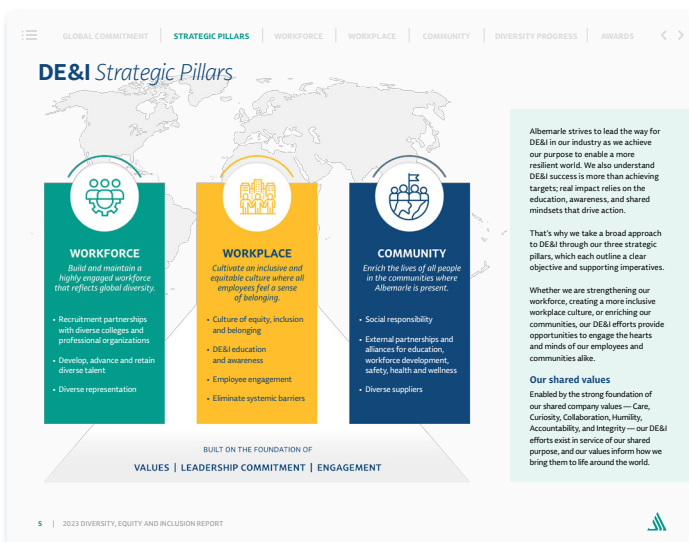 GLOBAL COMMITMENT | STRATEGIC PILLARS | WORKFORCE | WORKPLACE | COMMUNITY | DIVERSITY PROGRESS | AWARDS
DE&I Strategic Pillars
WORKFORCE
Build and maintain a
highly engaged workforce
that reflects global diversity.
• Recruitment partnerships
with diverse colleges and
professional organizations
• Develop, advance and retain
diverse talent
• Diverse representation
WORKPLACE
Cultivate an inclusive and
equitable culture where all
employees feel a sense
of belonging.
• Culture of equity, inclusion
and belonging
• DE&I education
and awareness
• Employee engagement
• Eliminate systemic barriers
COMMUNITY
Enrich the lives of all people
in the communities where
Albemarle is present.
• Social responsibility
• External partnerships and
alliances for education,
workforce development,
safety, health and wellness
• Diverse suppliers
BUILT ON THE FOUNDATION OF
VALUES | LEADERSHIP COMMITMENT | ENGAGEMENT
Albemarle strives to lead the way for
DE&I in our industry as we achieve
our purpose to enable a more
resilient world. We also understand
DE&I success is more than achieving
targets; real impact relies on the
education, awareness, and shared
mindsets that drive action.
That's why we take a broad approach
to DE&I through our three strategic
pillars, which each outline a clear
objective and supporting imperatives.
Whether we are strengthening our
workforce, creating a more inclusive
workplace culture, or enriching our
communities, our DE&I efforts provide
opportunities to engage the hearts
and minds of our employees and
communities alike.
Our shared values
Enabled by the strong foundation of
our shared company values — Care,
Curiosity, Collaboration, Humility,
Accountability, and Integrity — our DE&I
efforts exist in service of our shared
purpose, and our values inform how we
bring them to life around the world.
5 | 2023 DIVERSITY, EQUITY AND INCLUSION REPORT